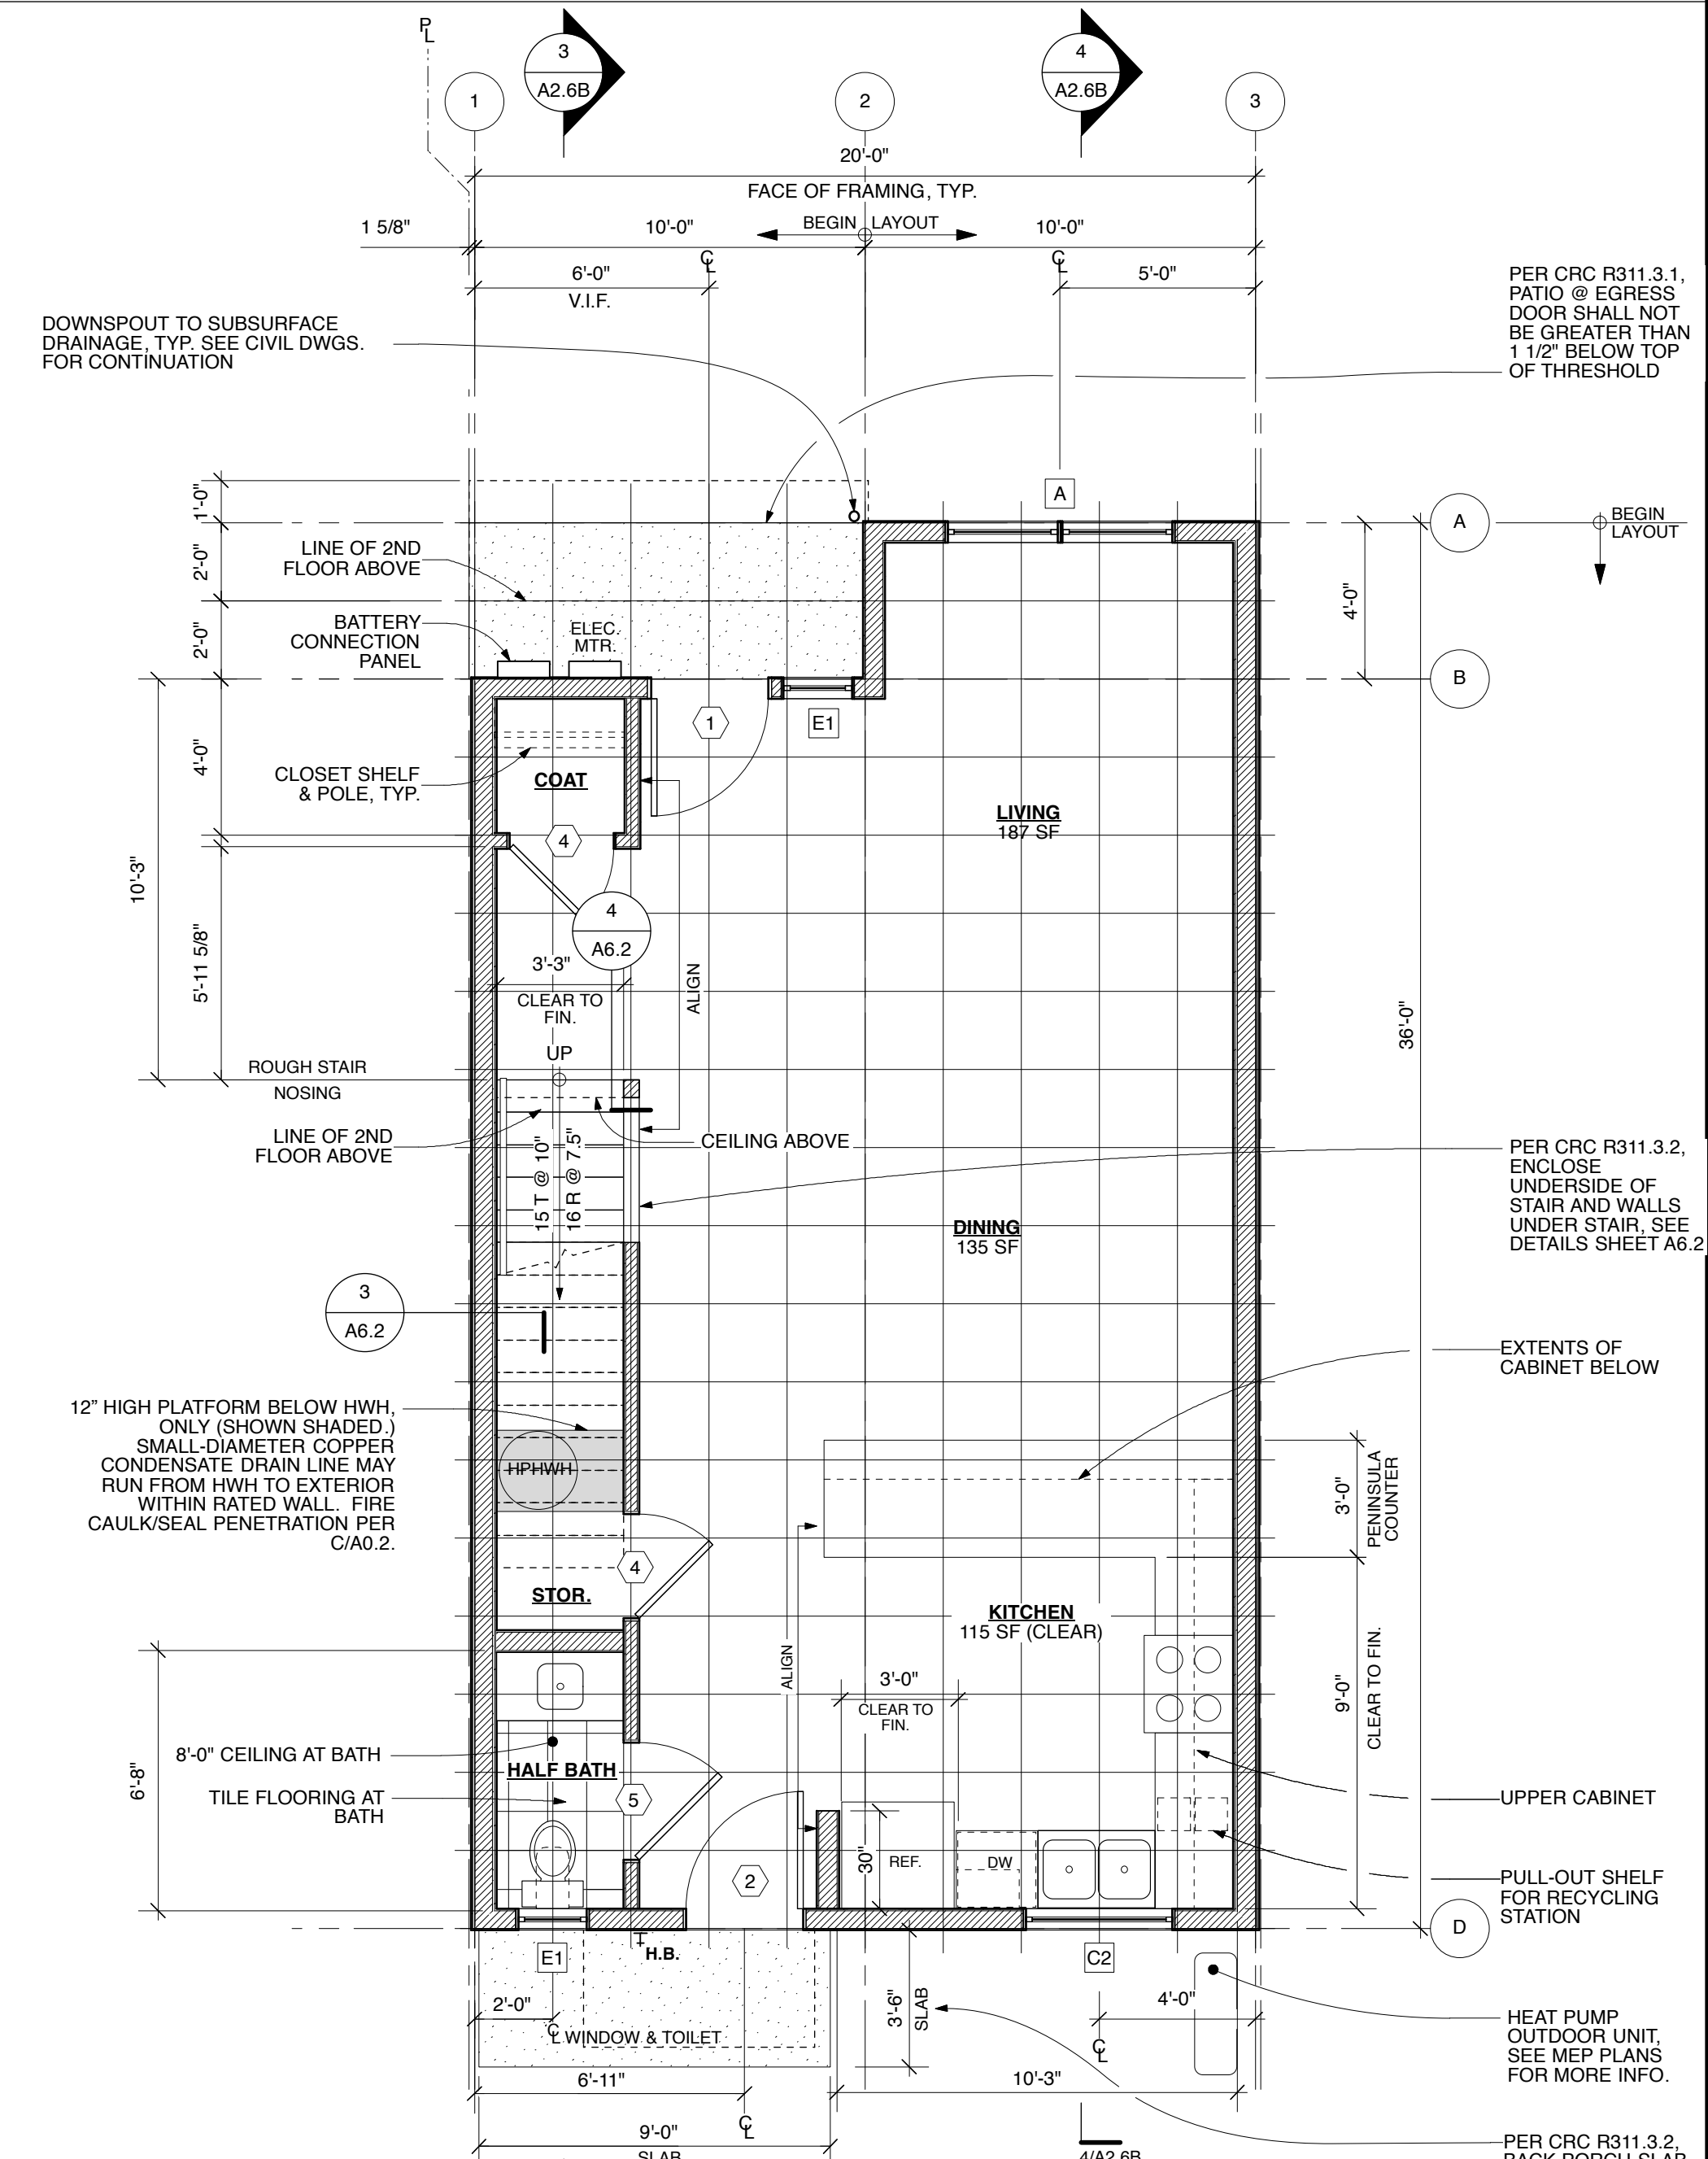 PL
3
A2.6B
4
A2.6B
1
2
3
20'-0"
FACE OF FRAMING, TYP.
1 5/8"
10'-0"
BEGIN LAYOUT
10'-0"
CL
CL
6'-0"
V.I.F.
5'-0"
PER CRC R311.3.1,
PATIO @ EGRESS
DOOR SHALL NOT
BE GREATER THAN
1 1/2" BELOW TOP
OF THRESHOLD
DOWNSPOUT TO SUBSURFACE
DRAINAGE, TYP. SEE CIVIL DWGS.
FOR CONTINUATION
1'-0"
A
A
BEGIN
LAYOUT
2'-0"
LINE OF 2ND
FLOOR ABOVE
4'-0"
2'-0"
BATTERY
CONNECTION
PANEL
ELEC.
MTR.
B
1
E1
4'-0"
CLOSET SHELF
& POLE, TYP.
COAT
LIVING
187 SF
4
10'-3"
4
A6.2
5'-11 5/8"
3'-3"
CLEAR TO
FIN.
ALIGN
36'-0"
UP
ROUGH STAIR
NOSING
LINE OF 2ND
FLOOR ABOVE
CEILING ABOVE
15 T @ 10"
16 R @ 7.5"
PER CRC R311.3.2,
ENCLOSE
UNDERSIDE OF
STAIR AND WALLS
UNDER STAIR, SEE
DETAILS SHEET A6.2
DINING
135 SF
3
A6.2
EXTENTS OF
CABINET BELOW
12” HIGH PLATFORM BELOW HWH,
ONLY (SHOWN SHADED.)
SMALL-DIAMETER COPPER
CONDENSATE DRAIN LINE MAY
RUN FROM HWH TO EXTERIOR
WITHIN RATED WALL. FIRE
CAULK/SEAL PENETRATION PER
C/A0.2.
HPHWH
3'-0"
PENINSULA
COUNTER
4
STOR.
KITCHEN
115 SF (CLEAR)
ALIGN
3'-0"
CLEAR TO
FIN.
9'-0"
CLEAR TO FIN.
8'-0" CEILING AT BATH
HALF BATH
6'-8"
TILE FLOORING AT
BATH
5
UPPER CABINET
30"
REF.
DW
2
PULL-OUT SHELF
FOR RECYCLING
STATION
D
E1
H.B.
C2
2'-0"
CL WINDOW & TOILET
3'-6"
SLAB
4'-0"
CL
HEAT PUMP
OUTDOOR UNIT,
SEE MEP PLANS
FOR MORE INFO.
6'-11"
10'-3"
CL
9'-0"
SLAB
4/A2.6B
PER CRC R311.3.2,
BACK PORCH SLAB